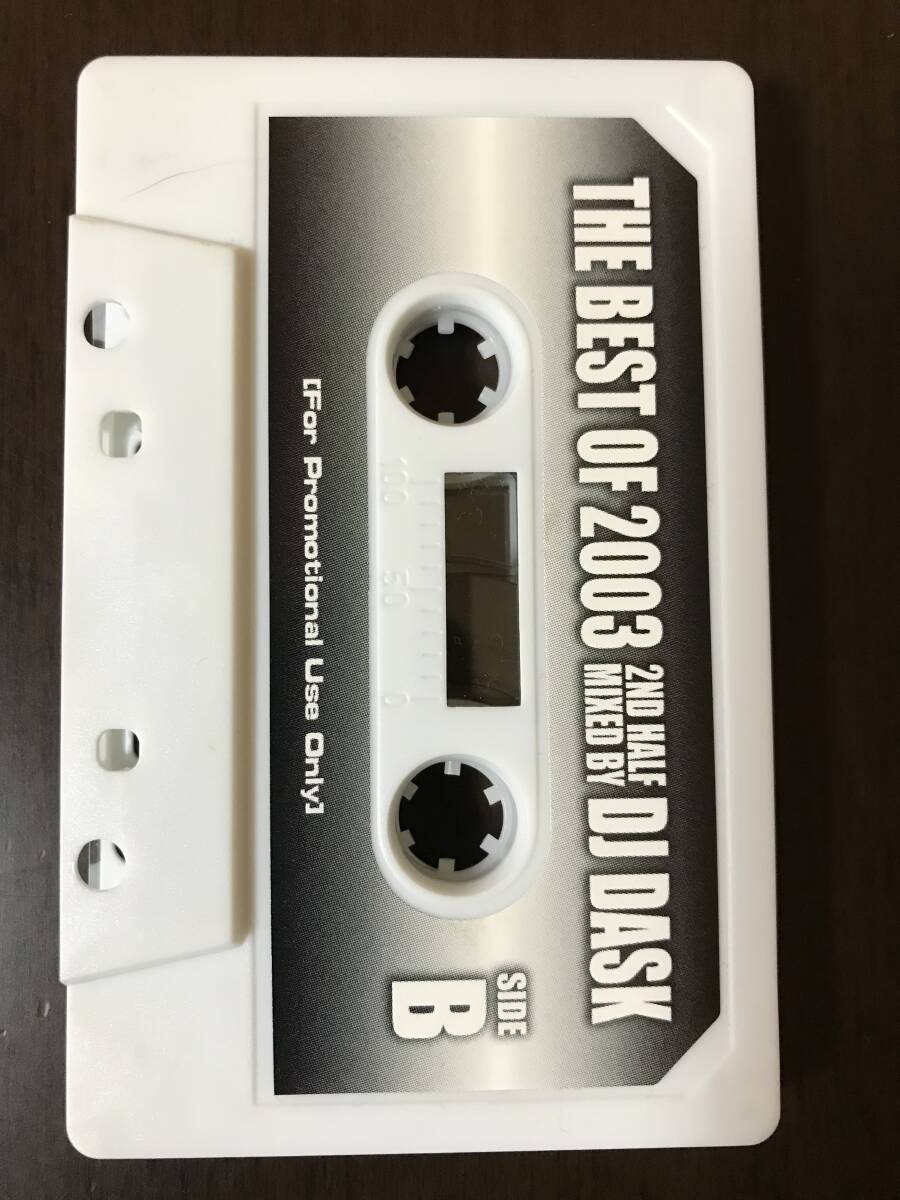 THE BEST OF 2003 2ND HALF MIXED BY DJ DASK
SIDE
B
100 50 0
[For Promotional Use Only]